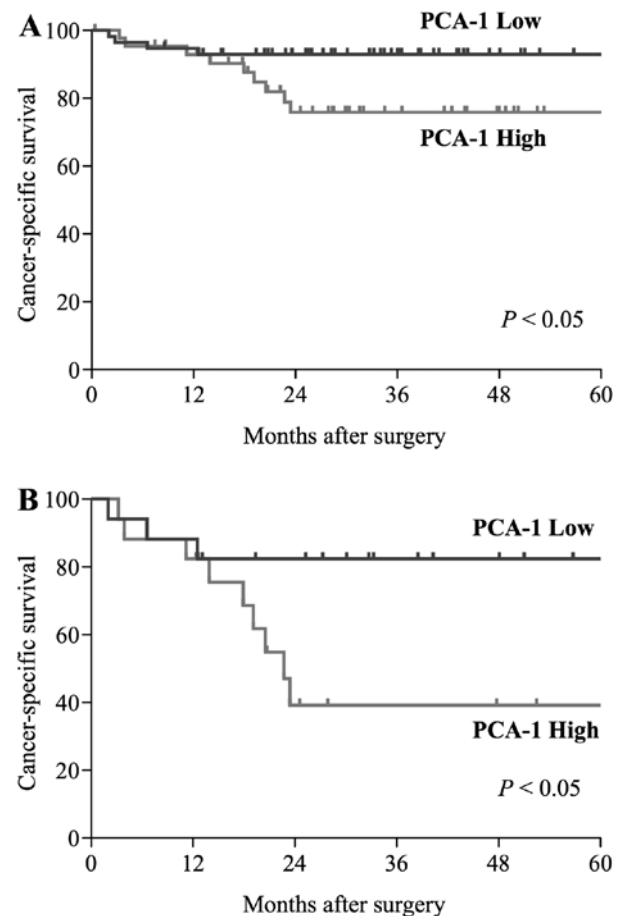 A
100
80
60
40
20
0
Cancer-specific survival
PCA-1 Low
PCA-1 High
P < 0.05
0 12 24 36 48 60
Months after surgery
B
100
80
60
40
20
0
Cancer-specific survival
PCA-1 Low
PCA-1 High
P < 0.05
0 12 24 36 48 60
Months after surgery